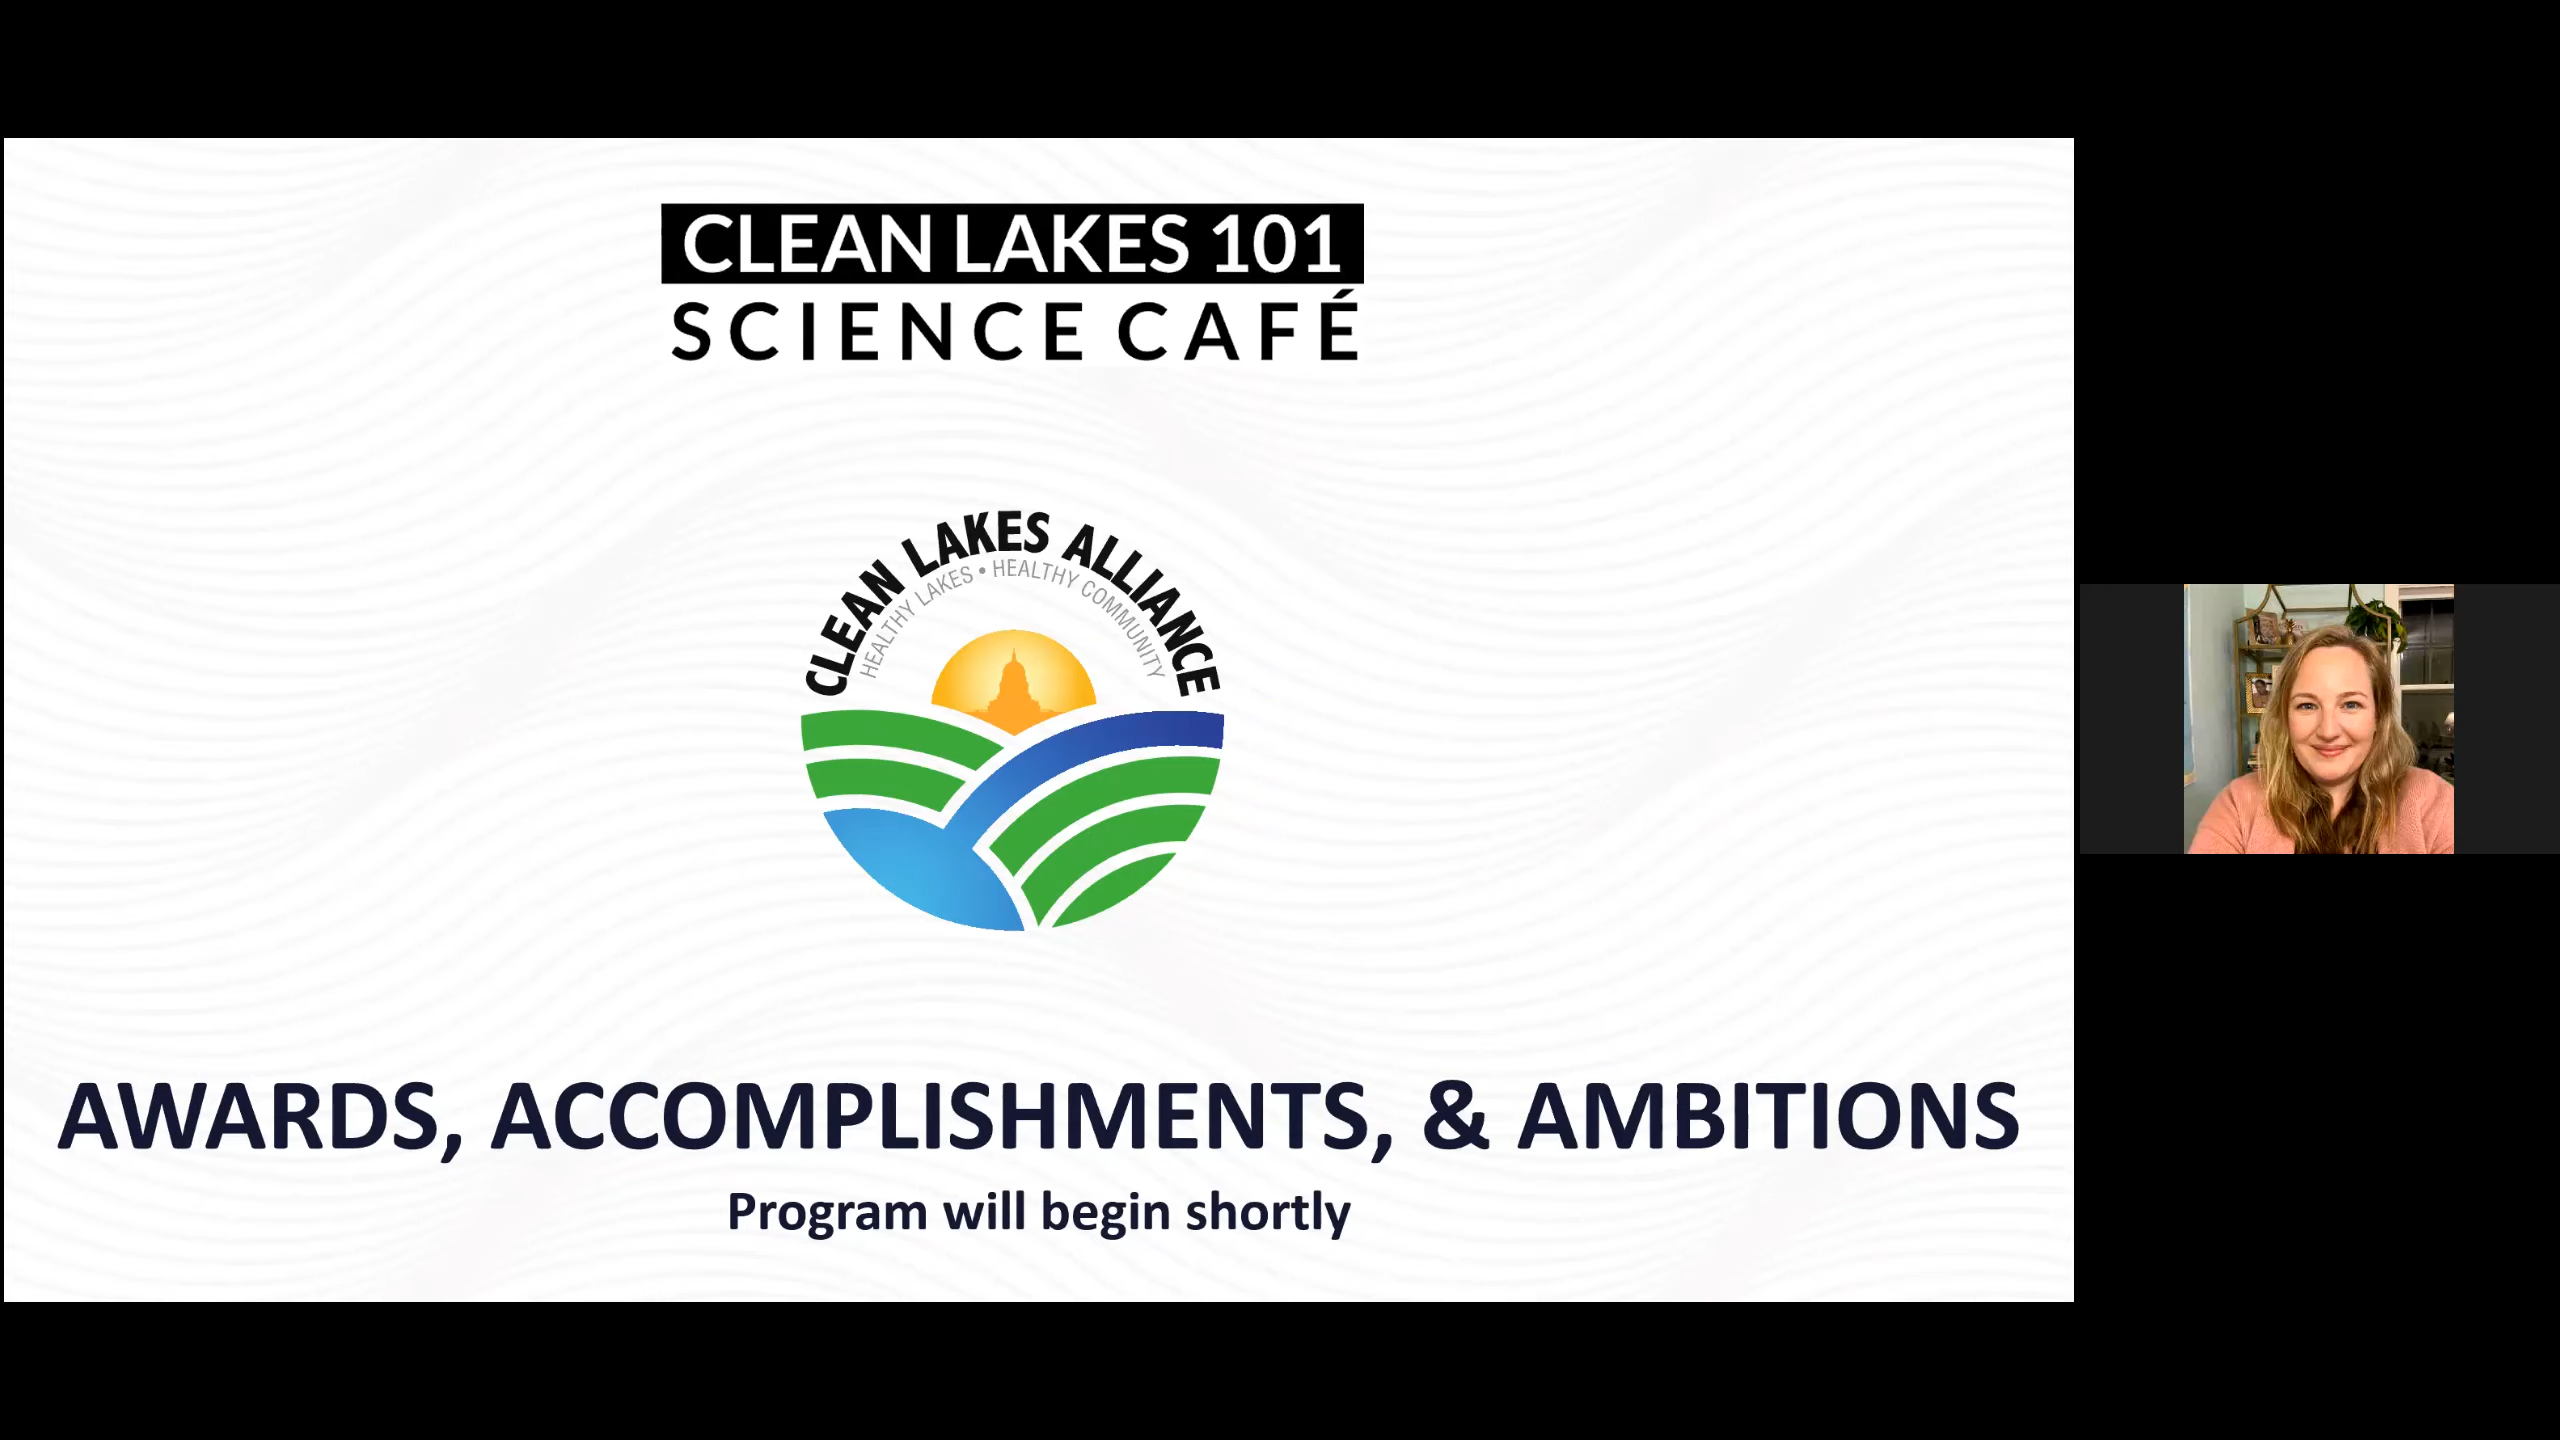 CLEAN LAKES 101
SCIENCE CAFÉ
CLEAN LAKES ALLIANCE
HEALTHY LAKES • HEALTHY COMMUNITY
AWARDS, ACCOMPLISHMENTS, & AMBITIONS
Program will begin shortly